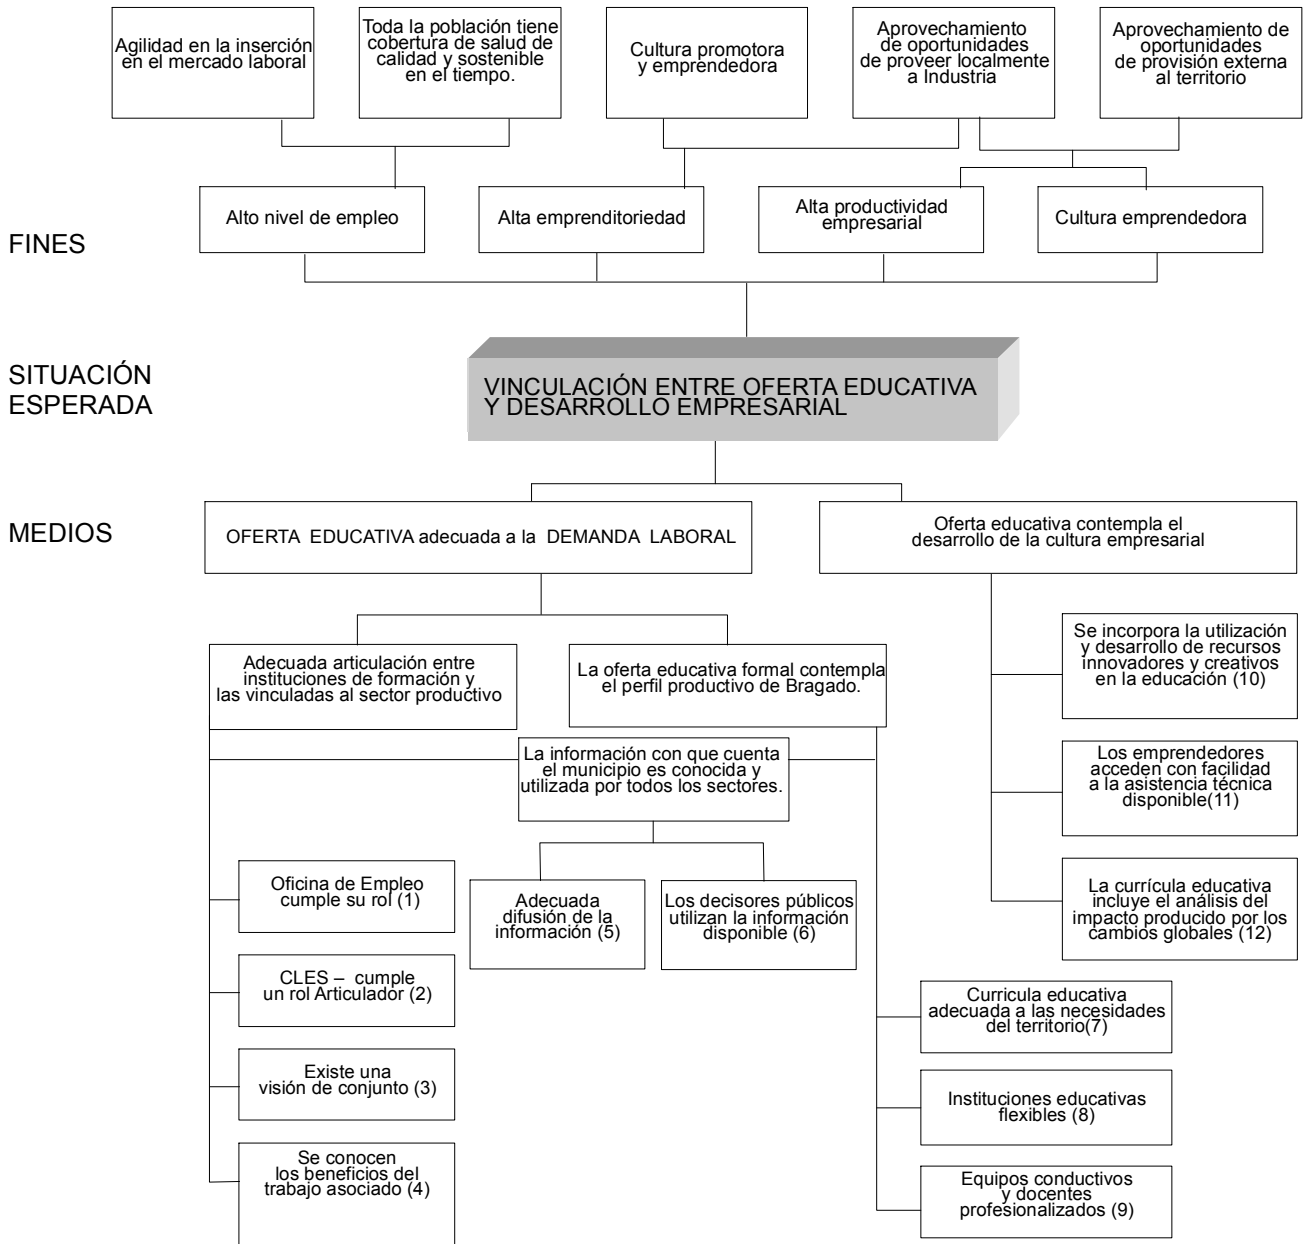 Agilidad en la inserción
en el mercado laboral
Toda la población tiene
cobertura de salud de
calidad y sostenible
en el tiempo.
Cultura promotora
y emprendedora
Aprovechamiento
de oportunidades
de proveer localmente
a Industria
Aprovechamiento de
oportunidades
de provisión externa
al territorio
FINES
Alto nivel de empleo
Alta emprenditoriedad
Alta productividad
empresarial
Cultura emprendedora
SITUACIÓN
ESPERADA
VINCULACIÓN ENTRE OFERTA EDUCATIVA
Y DESARROLLO EMPRESARIAL
MEDIOS
OFERTA EDUCATIVA adecuada a la DEMANDA LABORAL
Oferta educativa contempla el
desarrollo de la cultura empresarial
Adecuada articulación entre
instituciones de formación y
las vinculadas al sector productivo
La oferta educativa formal contempla
el perfil productivo de Bragado.
La información con que cuenta
el municipio es conocida y
utilizada por todos los sectores.
Oficina de Empleo
cumple su rol (1)
CLES – cumple
un rol Articulador (2)
Existe una
visión de conjunto (3)
Se conocen
los beneficios del
trabajo asociado (4)
Adecuada
difusión de la
información (5)
Los decisores públicos
utilizan la información
disponible (6)
Curricula educativa
adecuada a las necesidades
del territorio(7)
Instituciones educativas
flexibles (8)
Equipos conductivos
y docentes
profesionalizados (9)
Se incorpora la utilización
y desarrollo de recursos
innovadores y creativos
en la educación (10)
Los emprendedores
acceden con facilidad
a la asistencia técnica
disponible(11)
La currícula educativa
incluye el análisis del
impacto producido por los
cambios globales (12)